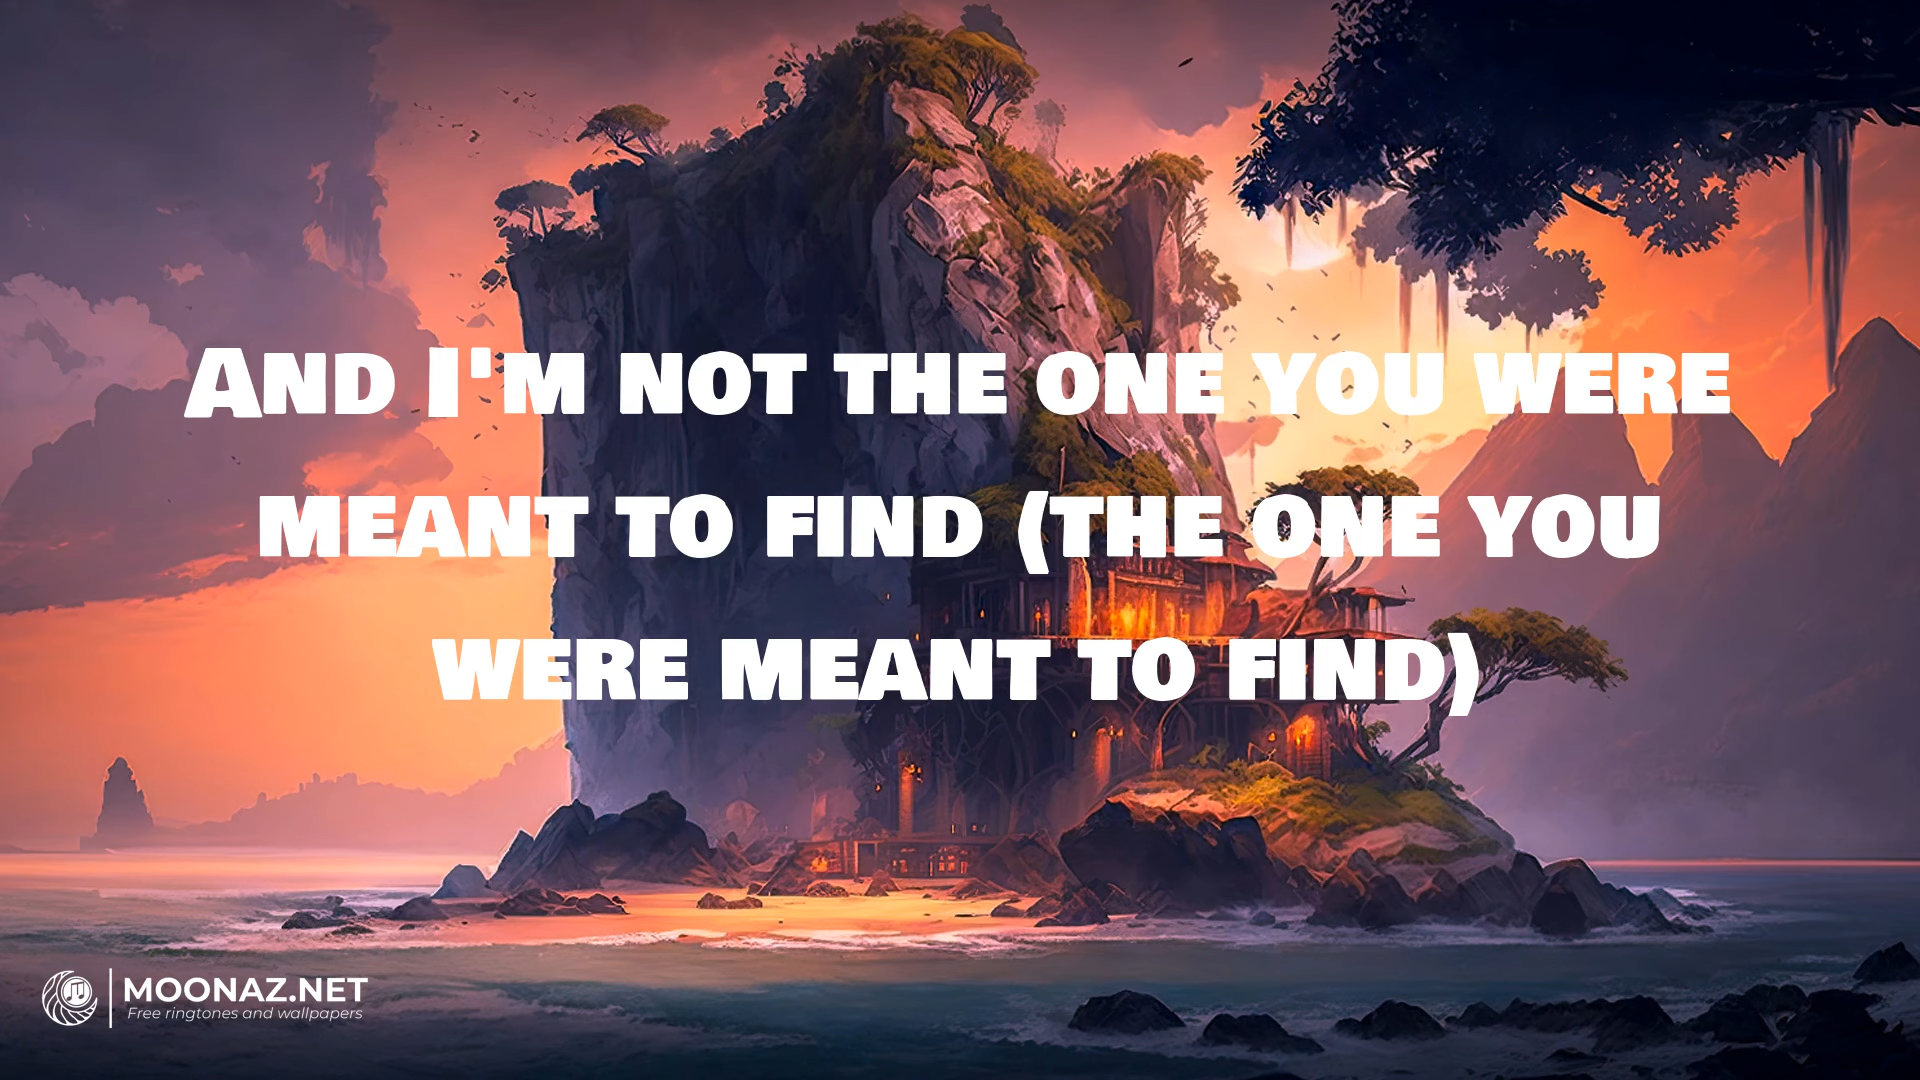 And I'm not the one you were
meant to find (the one you
were meant to find)
MOONAZ.NET
Free ringtones and wallpapers